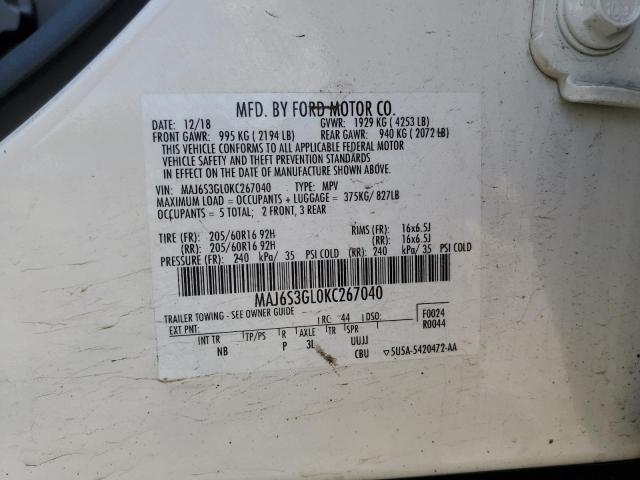 MFD. BY FORD MOTOR CO.
DATE: 12/18 GVWR: 1929 KG (4253 LB)
FRONT GAWR: 995 KG (2194 LB) REAR GAWR: 940 KG (2072 LB)
THIS VEHICLE CONFORMS TO ALL APPLICABLE FEDERAL MOTOR
VEHICLE SAFETY AND THEFT PREVENTION STANDARDS
IN EFFECT ON THE DATE OF MANUFACTURE SHOWN ABOVE.
VIN: MAJ6S3GL0KC267040 TYPE: MPV
MAXIMUM LOAD = OCCUPANTS + LUGGAGE = 375KG/ 827LB
OCCUPANTS = 5 TOTAL; 2 FRONT, 3 REAR
TIRE (FR): 205/60R16 92H RIMS (FR): 16x6.5J
(RR): 205/60R16 92H (RR): 16x6.5J
PRESSURE (FR): 240 kPa/ 35 PSI COLD (RR): 240 kPa/ 35 PSI COLD
MAJ6S3GL0KC267040
TRAILER TOWING - SEE OWNER GUIDE
EXT PNT: RC: 44 DSO: F0024
R0044
INT TR TP/PS R AXLE TR SPR
NB P 3L UUJJ
CBU 5U5A-5420472-AA